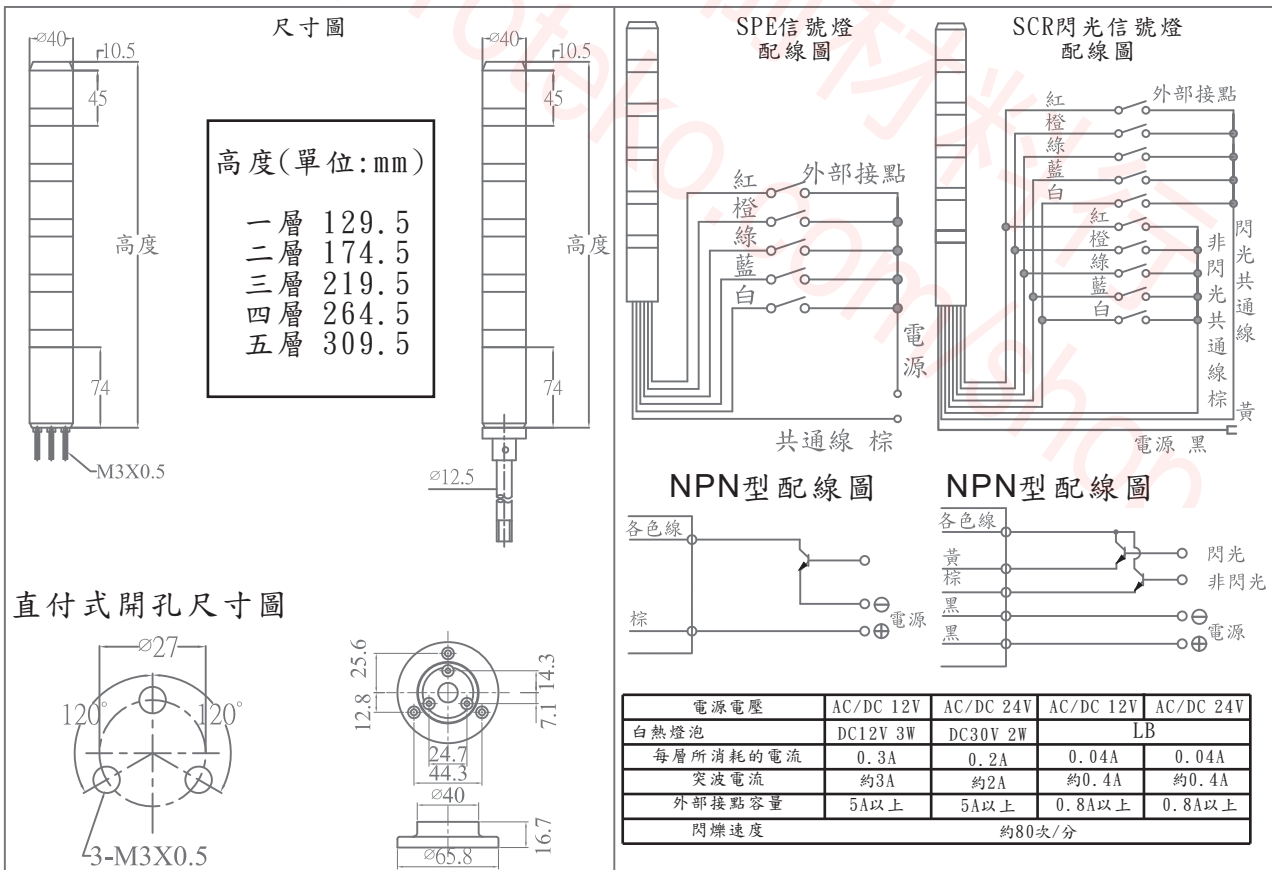 尺寸圖
⌀40
10.5
45
高度
74
M3X0.5
高度(單位:mm)
一層 129.5
二層 174.5
三層 219.5
四層 264.5
五層 309.5
⌀40
10.5
45
高度
74
⌀12.5
直付式開孔尺寸圖
⌀27
120°
120°
3-M3X0.5
25.6
12.8
14.3
7.1
24.7
44.3
⌀40
16.7
⌀65.8
SPE信號燈
配線圖
紅
橙
綠
藍
白
外部接點
電源
共通線 棕
SCR閃光信號燈
配線圖
紅
橙
綠
藍
白
紅
橙
綠
藍
白
外部接點
非閃光共通線棕
閃光共通線
黃
電源 黑
NPN型配線圖
各色線
棕
電源
NPN型配線圖
各色線
黃
棕
黑
黑
閃光
非閃光
電源
電源電壓 AC/DC 12V AC/DC 24V AC/DC 12V AC/DC 24V
白熱燈泡 DC12V 3W DC30V 2W LB
每層所消耗的電流 0.3A 0.2A 0.04A 0.04A
突波電流 約3A 約2A 約0.4A 約0.4A
外部接點容量 5A以上 5A以上 0.8A以上 0.8A以上
閃爍速度 約80次/分
材料行
oteko.com/shop